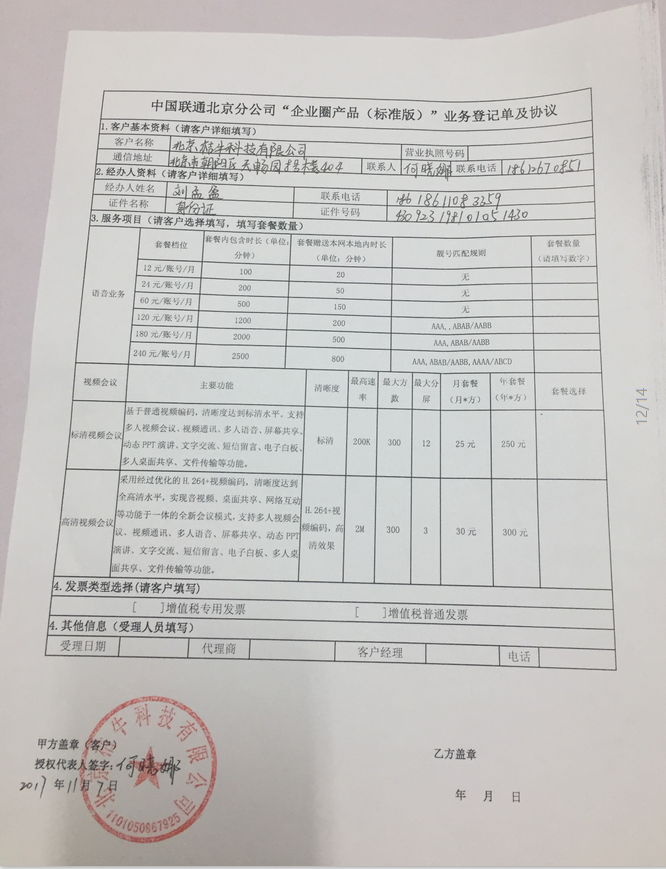 中国联通北京分公司“企业圈产品（标准版）”业务登记单及协议
1.客户基本资料（请客户详细填写）
客户名称 北京桔牛科技有限公司 营业执照号码
通信地址 北京市朝阳区天畅园1号楼404 联系人 何晓娜 联系电话 18612670851
2.经办人资料（请客户详细填写）
经办人姓名 刘孟盈 联系电话 18611083359
证件名称 身份证 证件号码
3.服务项目（请客户选择填写，填写套餐数量）
语音业务 套餐档位 套餐内包含时长（单位：分钟） 套餐赠送本网本地内时长（单位：分钟） 靓号匹配规则 套餐数量（请填写数字）
12元/账号/月 100 20 无
24元/账号/月 200 50 无
60元/账号/月 500 150 无
120元/账号/月 1200 200 AAA,,ABAB/AABB
180元/账号/月 2000 500 AAA,ABAB/AABB
240元/账号/月 2500 800 AAA,ABAB/AABB,AAAA/ABCD
视频会议 主要功能 清晰度 最高速率 最大方数 最大分屏 月套餐（月*方） 年套餐（年*方） 套餐选择
标清视频会议 基于普通视频编码，清晰度达到标清水平。支持 标清 200K 300 12 25元 250元
多人视频会议、视频通讯、多人语音、屏幕共享、
动态PPT演讲、文字交流、短信留言、电子白板、
多人桌面共享、文件传输等功能。
高清视频会议 采用经过优化的H.264+视频编码，清晰度达到 H.264+视频编码，高清效果 2M 300 3 30元 300元
全高清水平，实现音视频、桌面共享、网络互动
等功能于一体的全新会议模式，支持多人视频会
议、视频通讯、多人语音、屏幕共享、动态PPT
演讲、文字交流、短信留言、电子白板、多人桌
面共享、文件传输等功能。
4.发票类型选择(请客户填写)
[ ]增值税专用发票 [ ]增值税普通发票
4.其他信息（受理人员填写）
受理日期 代理商 客户经理 电话
甲方盖章（客户） 乙方盖章
授权代表人签字：何晓娜
2017年11月7日 年 月 日
北京桔牛科技有限公司
1101050967925
12/14